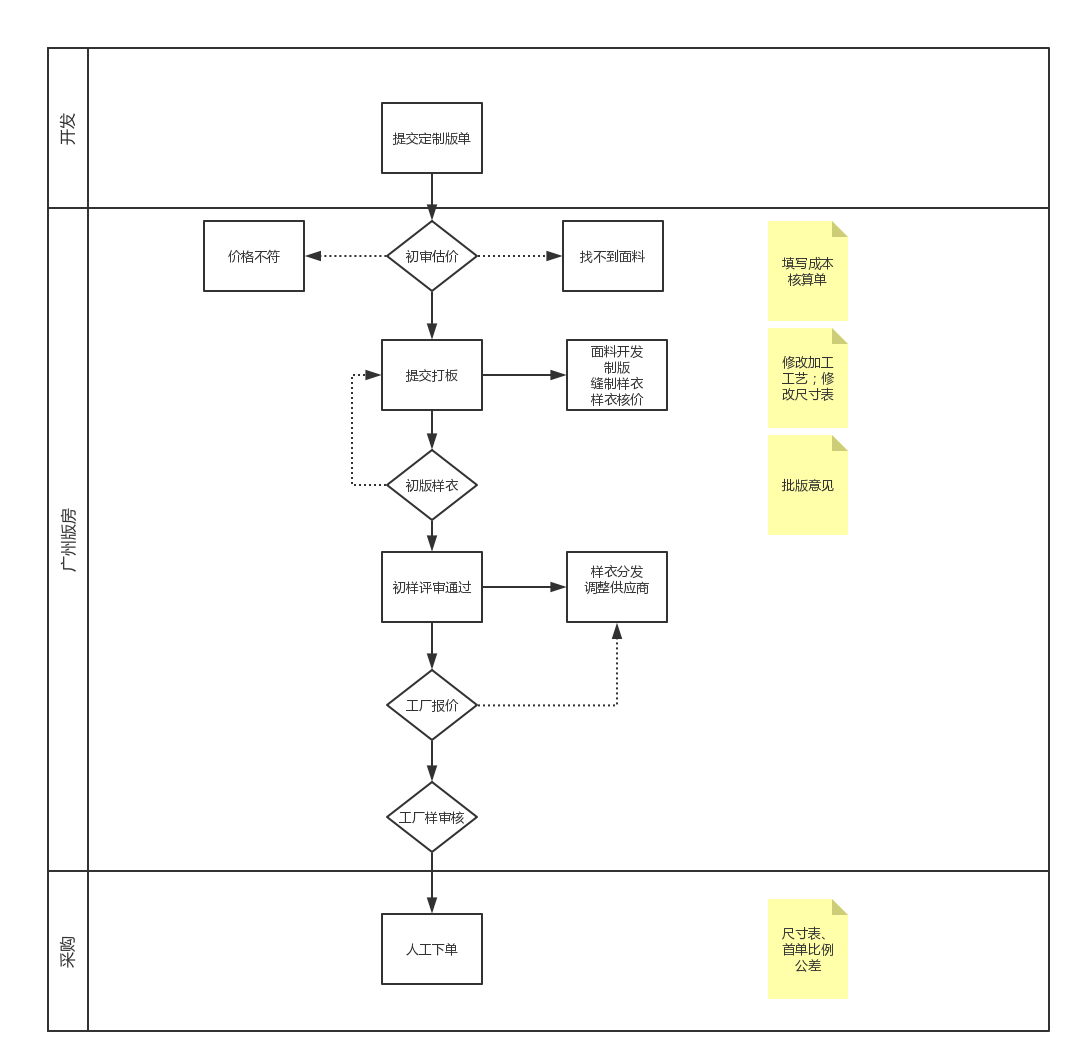 开发
提交定制版单
广州版房
价格不符
初审估价
找不到面料
填写成本
核算单
提交打板
面料开发
制版
缝制样衣
样衣核价
修改加工
工艺；修
改尺寸表
初版样衣
批版意见
初样评审通过
样衣分发
调整供应商
工厂报价
工厂样审核
采购
人工下单
尺寸表、
首单比例
公差